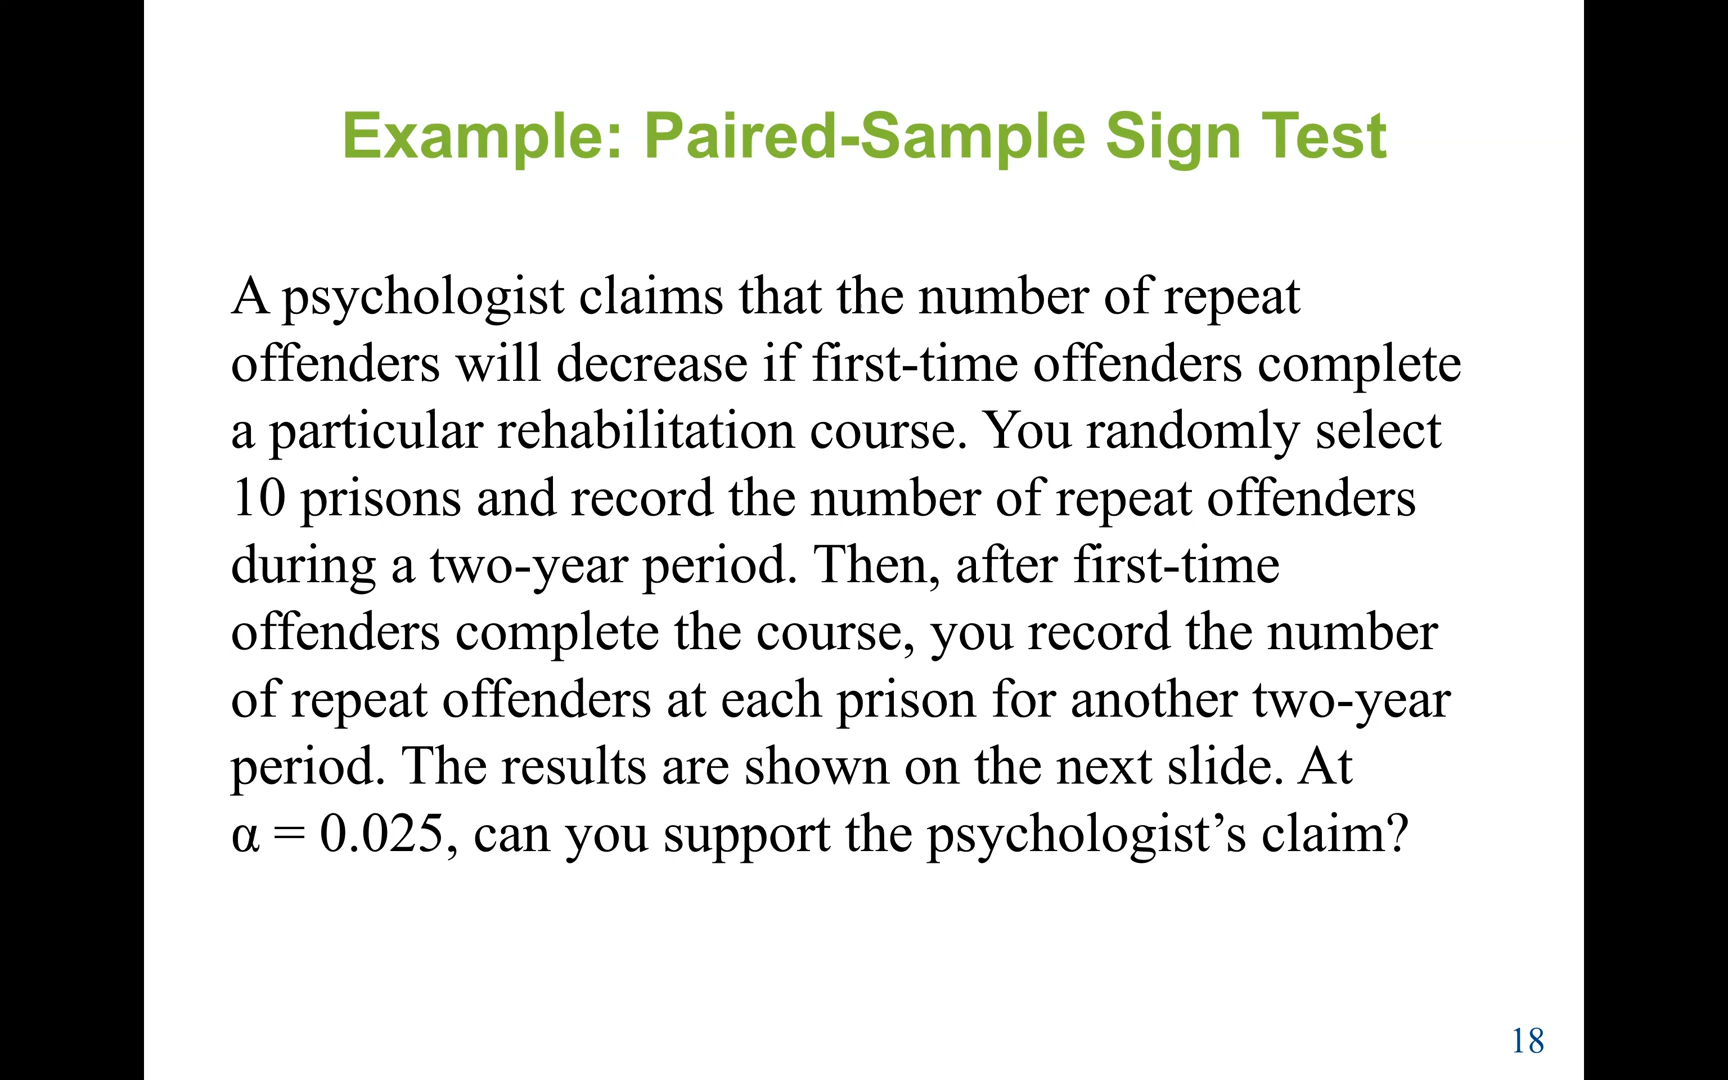 Example: Paired-Sample Sign Test
A psychologist claims that the number of repeat
offenders will decrease if first-time offenders complete
a particular rehabilitation course. You randomly select
10 prisons and record the number of repeat offenders
during a two-year period. Then, after first-time
offenders complete the course, you record the number
of repeat offenders at each prison for another two-year
period. The results are shown on the next slide. At
α = 0.025, can you support the psychologist’s claim?
18